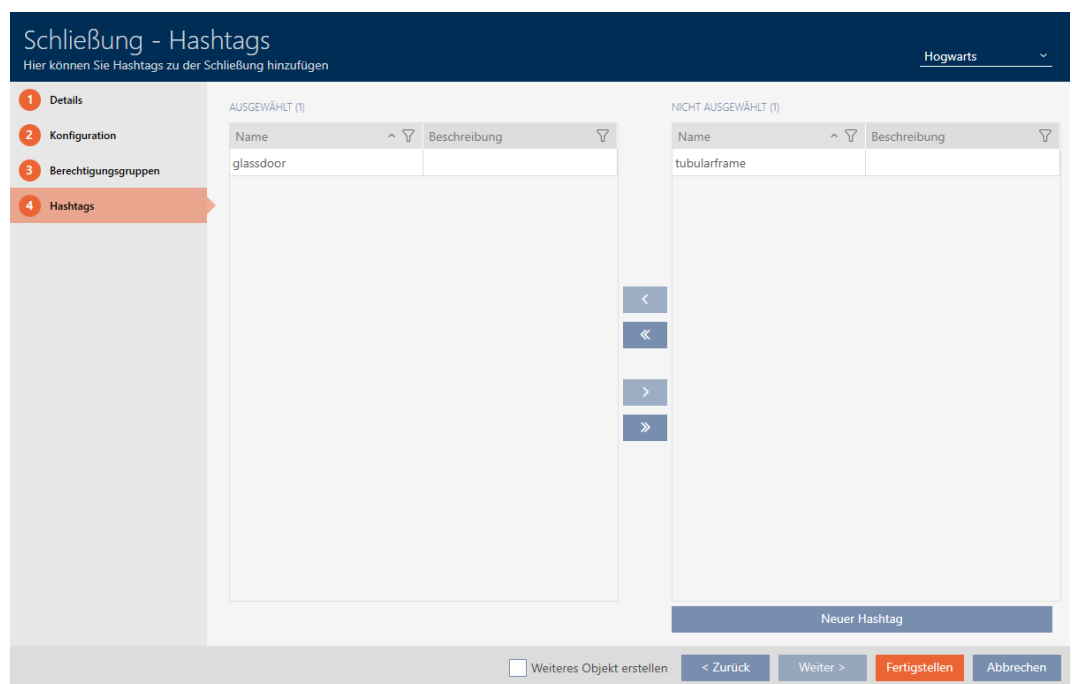 Schließung - Hashtags
Hier können Sie Hashtags zu der Schließung hinzufügen
Hogwarts
1 Details
2 Konfiguration
3 Berechtigungsgruppen
4 Hashtags
AUSGEWÄHLT (1)
Name Beschreibung
glassdoor
NICHT AUSGEWÄHLT (1)
Name Beschreibung
tubularframe
Neuer Hashtag
Weiteres Objekt erstellen
< Zurück
Weiter >
Fertigstellen
Abbrechen